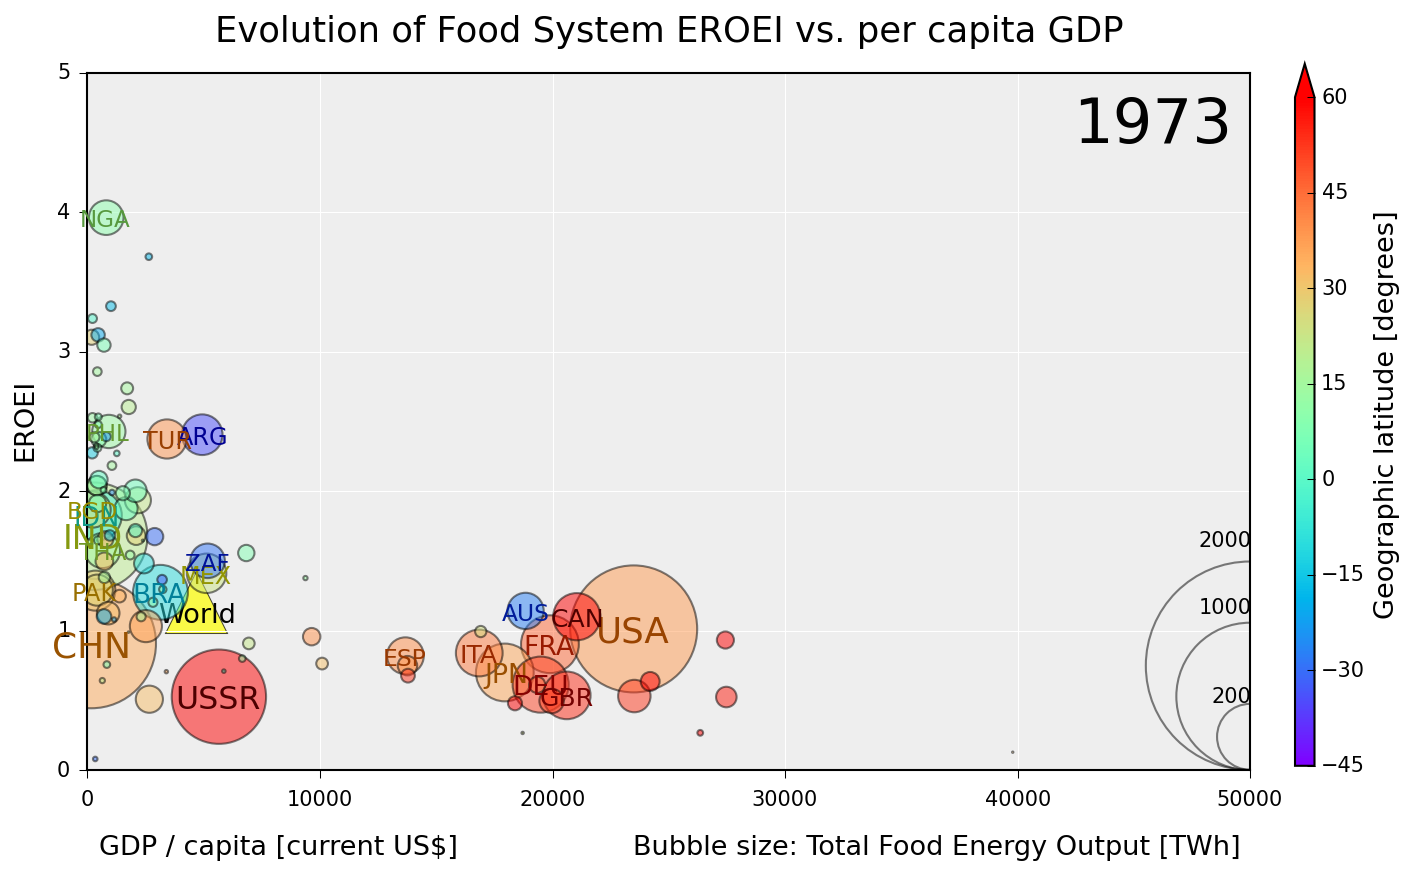 Evolution of Food System EROEI vs. per capita GDP
1973
5
4
3
2
1
0
EROEI
NGA
TUR
ARG
IDN
IND
ZAF
MEX
PAK
BRA
World
CHN
USSR
ESP
ITA
JPN
AUS
CAN
FRA
USA
DEU
GBR
2000
1000
200
0
10000
20000
30000
40000
50000
GDP / capita [current US$]
Bubble size: Total Food Energy Output [TWh]
60
45
30
15
0
−15
−30
−45
Geographic latitude [degrees]